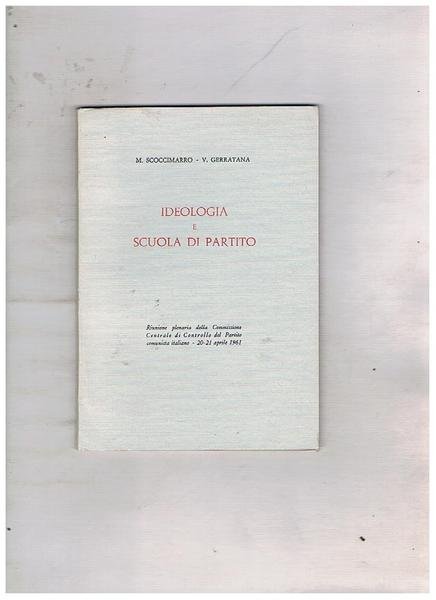 M. SCOCCIMARRO - V. GERRATANA
IDEOLOGIA
E
SCUOLA DI PARTITO
Riunione plenaria della Commissione
Centrale di Controllo del Partito
comunista italiano - 20-21 aprile 1961